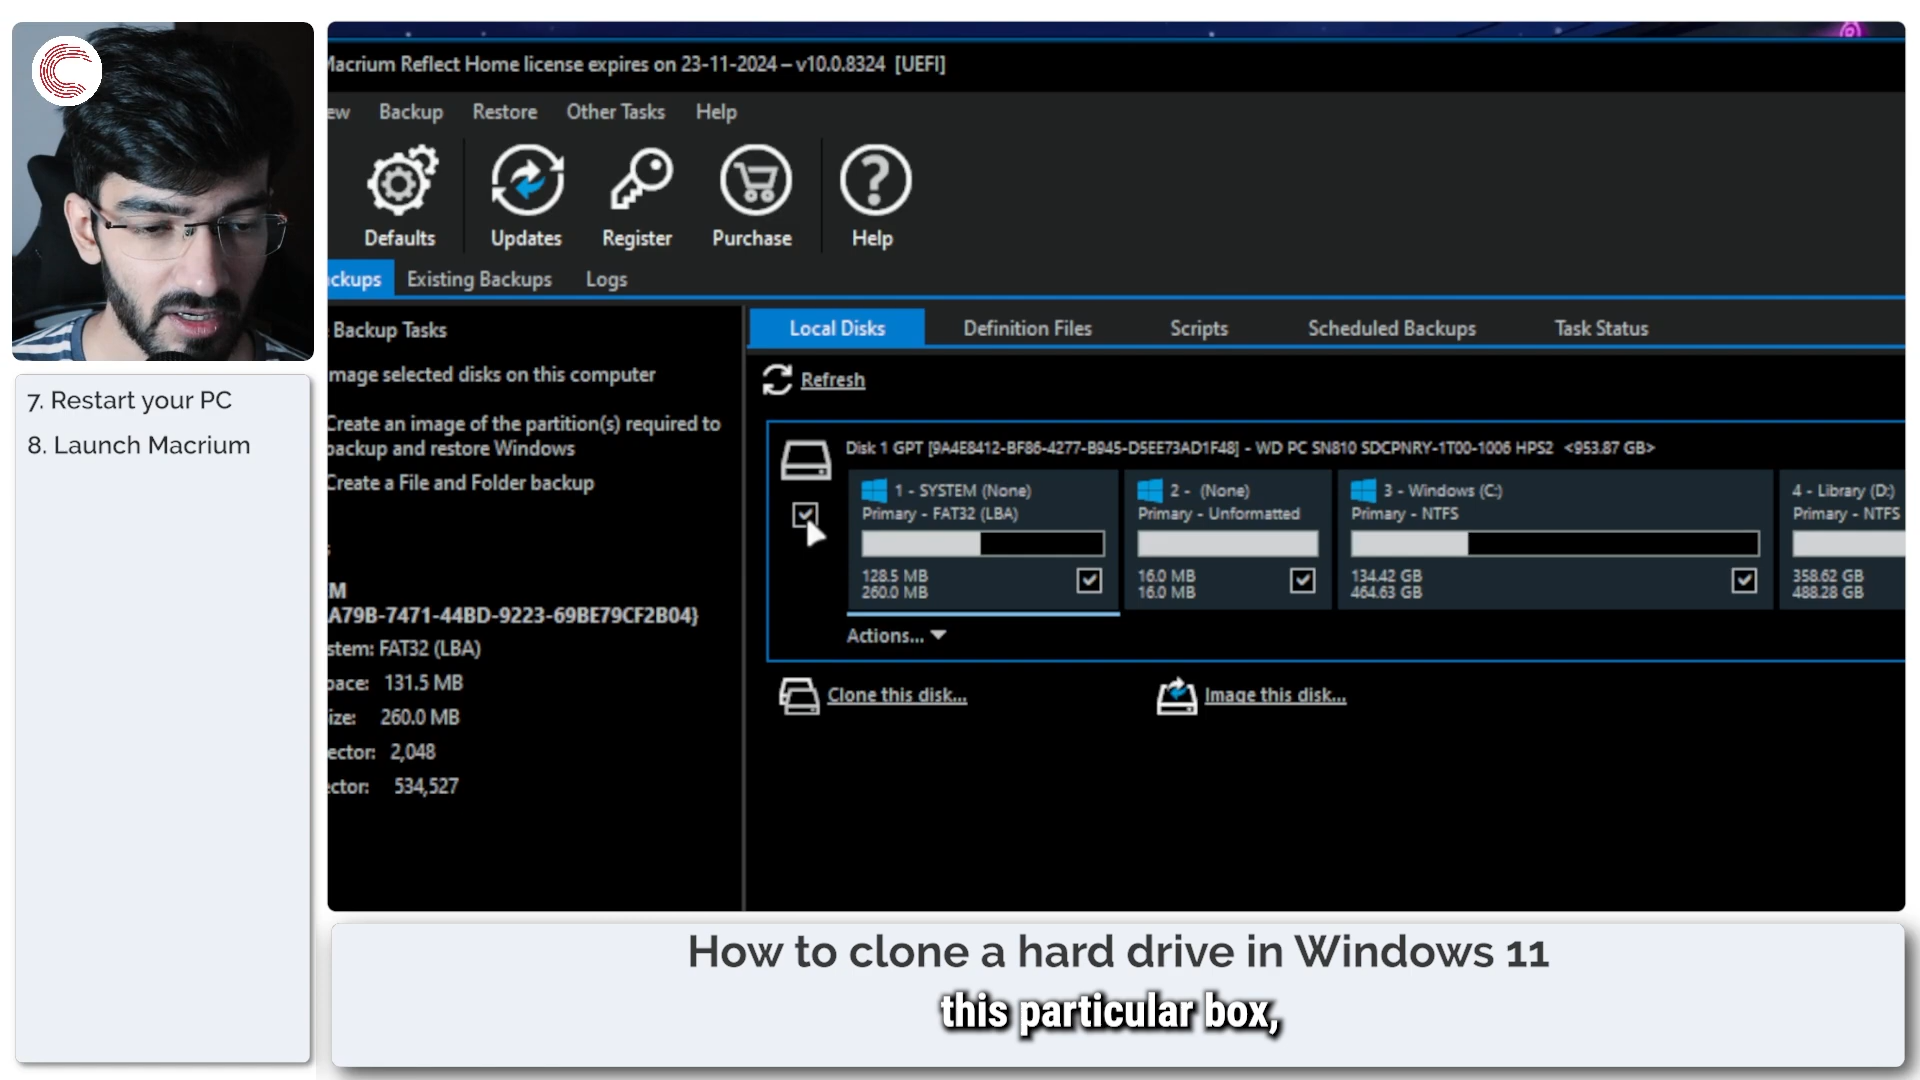 7. Restart your PC
8. Launch Macrium
Macrium Reflect Home license expires on 23-11-2024 – v10.0.8324 [UEFI]
ew Backup Restore Other Tasks Help
Defaults Updates Register Purchase Help
ackups Existing Backups Logs
Backup Tasks
mage selected disks on this computer
Create an image of the partition(s) required to
backup and restore Windows
Create a File and Folder backup
M
A79B-7471-44BD-9223-69BE79CF2B04}
stem: FAT32 (LBA)
pace: 131.5 MB
ize: 260.0 MB
ector: 2,048
ector: 534,527
Local Disks Definition Files Scripts Scheduled Backups Task Status
Refresh
Disk 1 GPT [9A4E8412-BF86-4277-B945-D5EE73AD1F48] - WD PC SN810 SDCPNRY-1T00-1006 HPS2 <953.87 GB>
1 - SYSTEM (None)
Primary - FAT32 (LBA)
128.5 MB
260.0 MB
2 - (None)
Primary - Unformatted
16.0 MB
16.0 MB
3 - Windows (C:)
Primary - NTFS
134.42 GB
464.63 GB
4 - Library (D:)
Primary - NTFS
358.62 GB
488.28 GB
Actions...
Clone this disk... Image this disk...
How to clone a hard drive in Windows 11
this particular box,